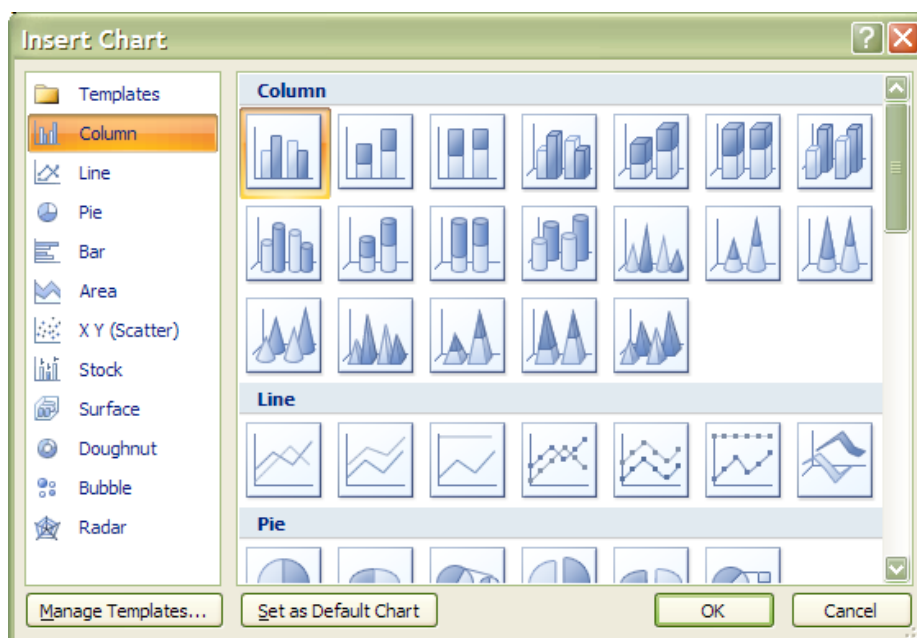 Insert Chart
Templates
Column
Line
Pie
Bar
Area
X Y (Scatter)
Stock
Surface
Doughnut
Bubble
Radar
Column
Line
Pie
Manage Templates...
Set as Default Chart
OK
Cancel